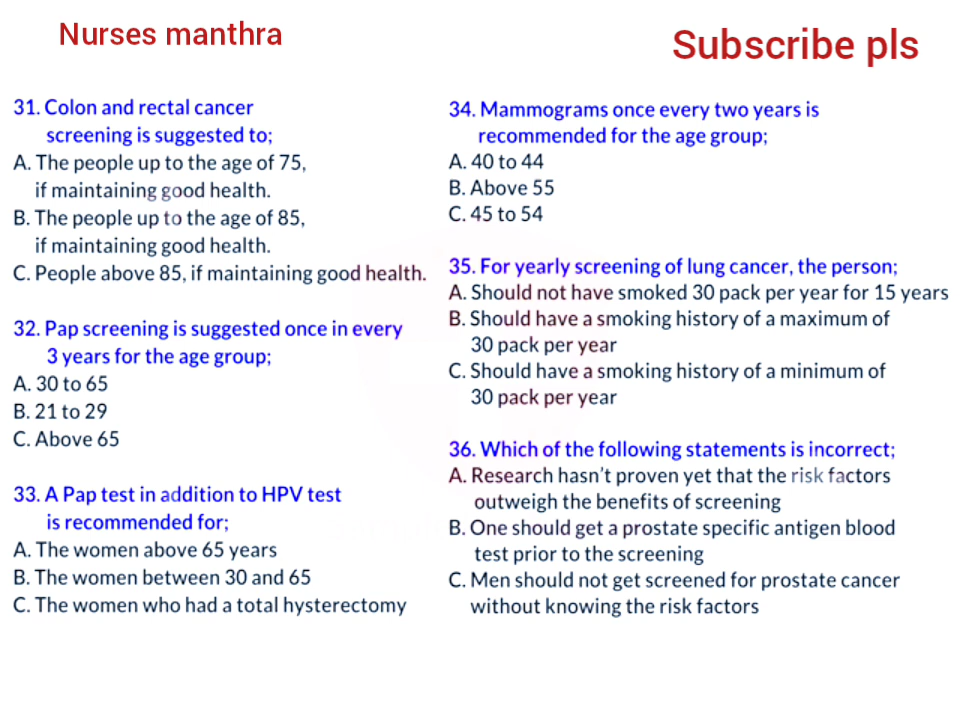 Nurses manthra
Subscribe pls
31. Colon and rectal cancer
screening is suggested to;
A. The people up to the age of 75,
if maintaining good health.
B. The people up to the age of 85,
if maintaining good health.
C. People above 85, if maintaining good health.
32. Pap screening is suggested once in every
3 years for the age group;
A. 30 to 65
B. 21 to 29
C. Above 65
33. A Pap test in addition to HPV test
is recommended for;
A. The women above 65 years
B. The women between 30 and 65
C. The women who had a total hysterectomy
34. Mammograms once every two years is
recommended for the age group;
A. 40 to 44
B. Above 55
C. 45 to 54
35. For yearly screening of lung cancer, the person;
A. Should not have smoked 30 pack per year for 15 years
B. Should have a smoking history of a maximum of
30 pack per year
C. Should have a smoking history of a minimum of
30 pack per year
36. Which of the following statements is incorrect;
A. Research hasn't proven yet that the risk factors
outweigh the benefits of screening
B. One should get a prostate specific antigen blood
test prior to the screening
C. Men should not get screened for prostate cancer
without knowing the risk factors